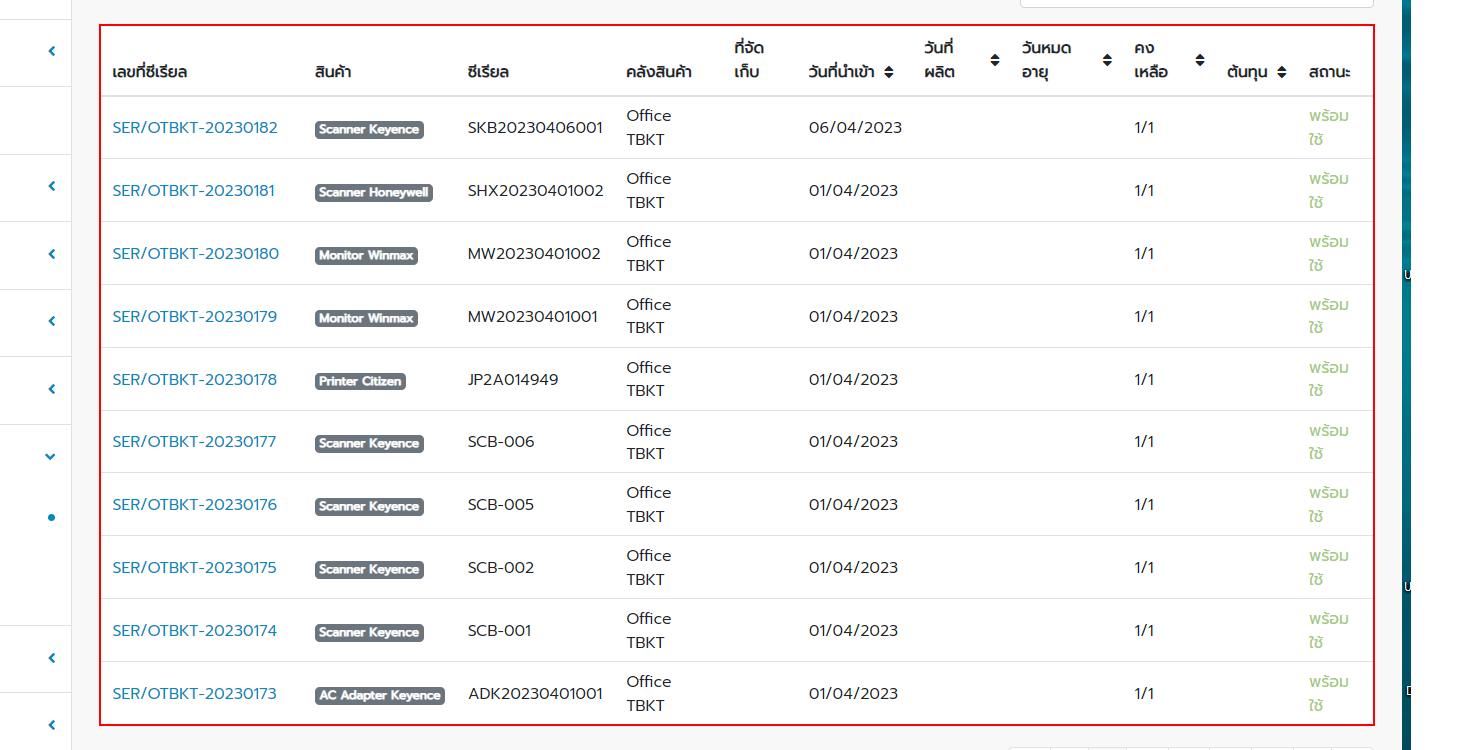 เลขที่ซีเรียล สินค้า ซีเรียล คลังสินค้า ที่จัดเก็บ วันที่นำเข้า วันที่ผลิต วันหมดอายุ คงเหลือ ต้นทุน สถานะ
SER/OTBKT-20230182 Scanner Keyence SKB20230406001 Office TBKT 06/04/2023 1/1 พร้อมใช้
SER/OTBKT-20230181 Scanner Honeywell SHX20230401002 Office TBKT 01/04/2023 1/1 พร้อมใช้
SER/OTBKT-20230180 Monitor Winmax MW20230401002 Office TBKT 01/04/2023 1/1 พร้อมใช้
SER/OTBKT-20230179 Monitor Winmax MW20230401001 Office TBKT 01/04/2023 1/1 พร้อมใช้
SER/OTBKT-20230178 Printer Citizen JP2A014949 Office TBKT 01/04/2023 1/1 พร้อมใช้
SER/OTBKT-20230177 Scanner Keyence SCB-006 Office TBKT 01/04/2023 1/1 พร้อมใช้
SER/OTBKT-20230176 Scanner Keyence SCB-005 Office TBKT 01/04/2023 1/1 พร้อมใช้
SER/OTBKT-20230175 Scanner Keyence SCB-002 Office TBKT 01/04/2023 1/1 พร้อมใช้
SER/OTBKT-20230174 Scanner Keyence SCB-001 Office TBKT 01/04/2023 1/1 พร้อมใช้
SER/OTBKT-20230173 AC Adapter Keyence ADK20230401001 Office TBKT 01/04/2023 1/1 พร้อมใช้